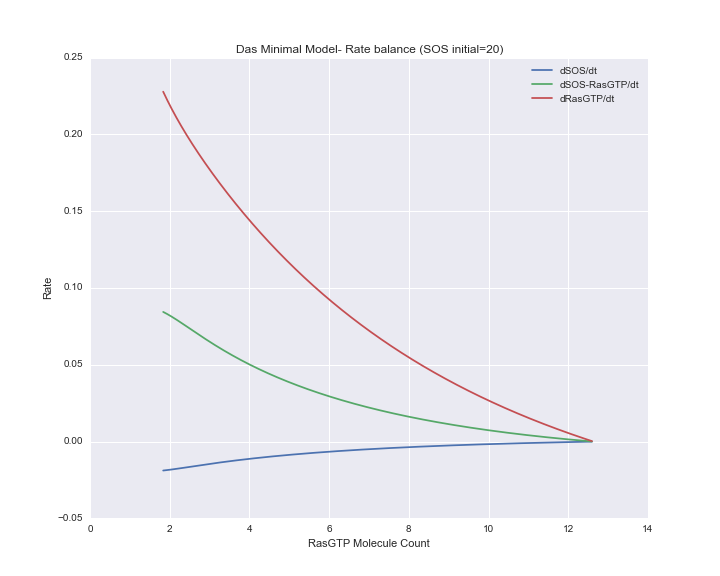 Das Minimal Model- Rate balance (SOS initial=20)
0.25
0.20
0.15
0.10
0.05
0.00
−0.05
Rate
dSOS/dt
dSOS-RasGTP/dt
dRasGTP/dt
0 2 4 6 8 10 12 14
RasGTP Molecule Count